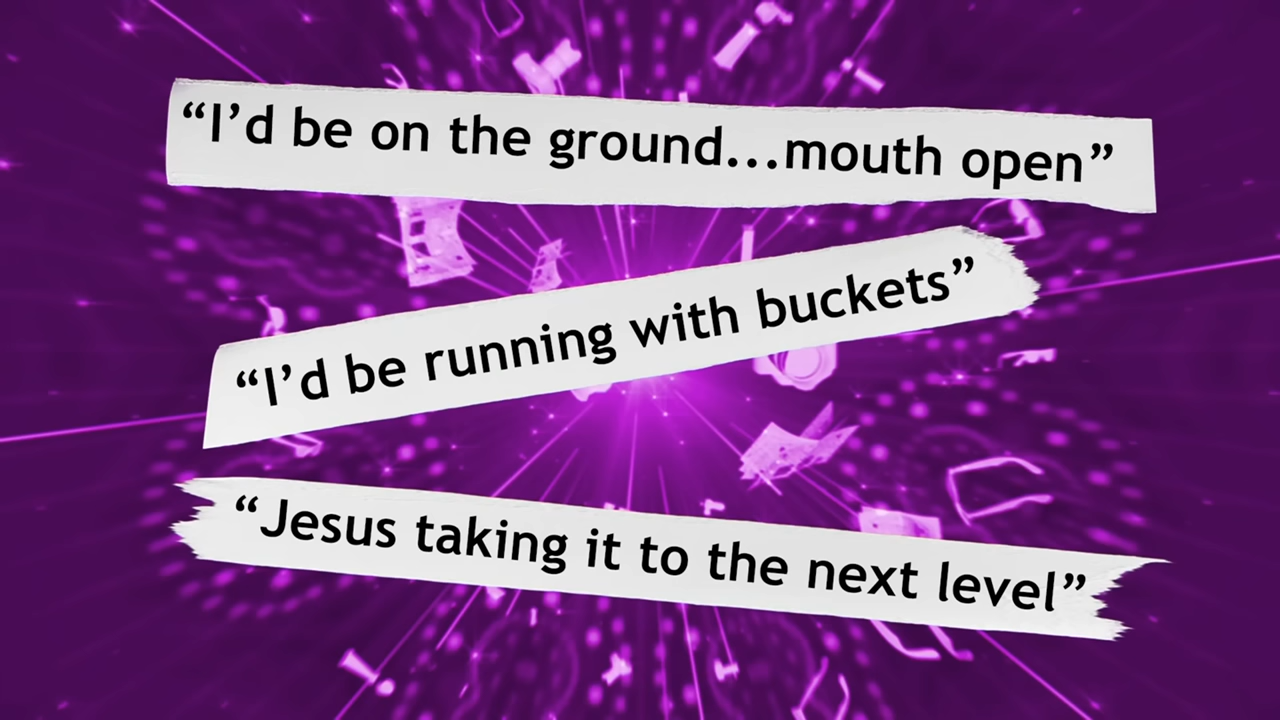 “I’d be on the ground...mouth open”
“I’d be running with buckets”
“Jesus taking it to the next level”